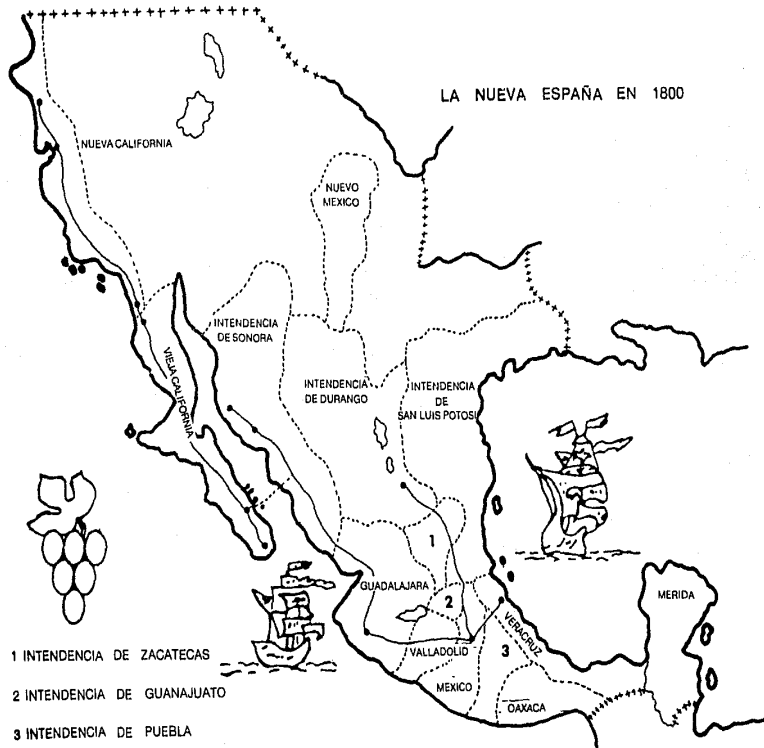 LA NUEVA ESPAÑA EN 1800
NUEVA CALIFORNIA
NUEVO
MEXICO
INTENDENCIA
DE SONORA
VIEJA CALIFORNIA
INTENDENCIA
DE DURANGO
INTENDENCIA
DE
SAN LUIS POTOSI
1
GUADALAJARA
2
MERIDA
VERACRUZ
VALLADOLID
3
MEXICO
OAXACA
1 INTENDENCIA DE ZACATECAS
2 INTENDENCIA DE GUANAJUATO
3 INTENDENCIA DE PUEBLA